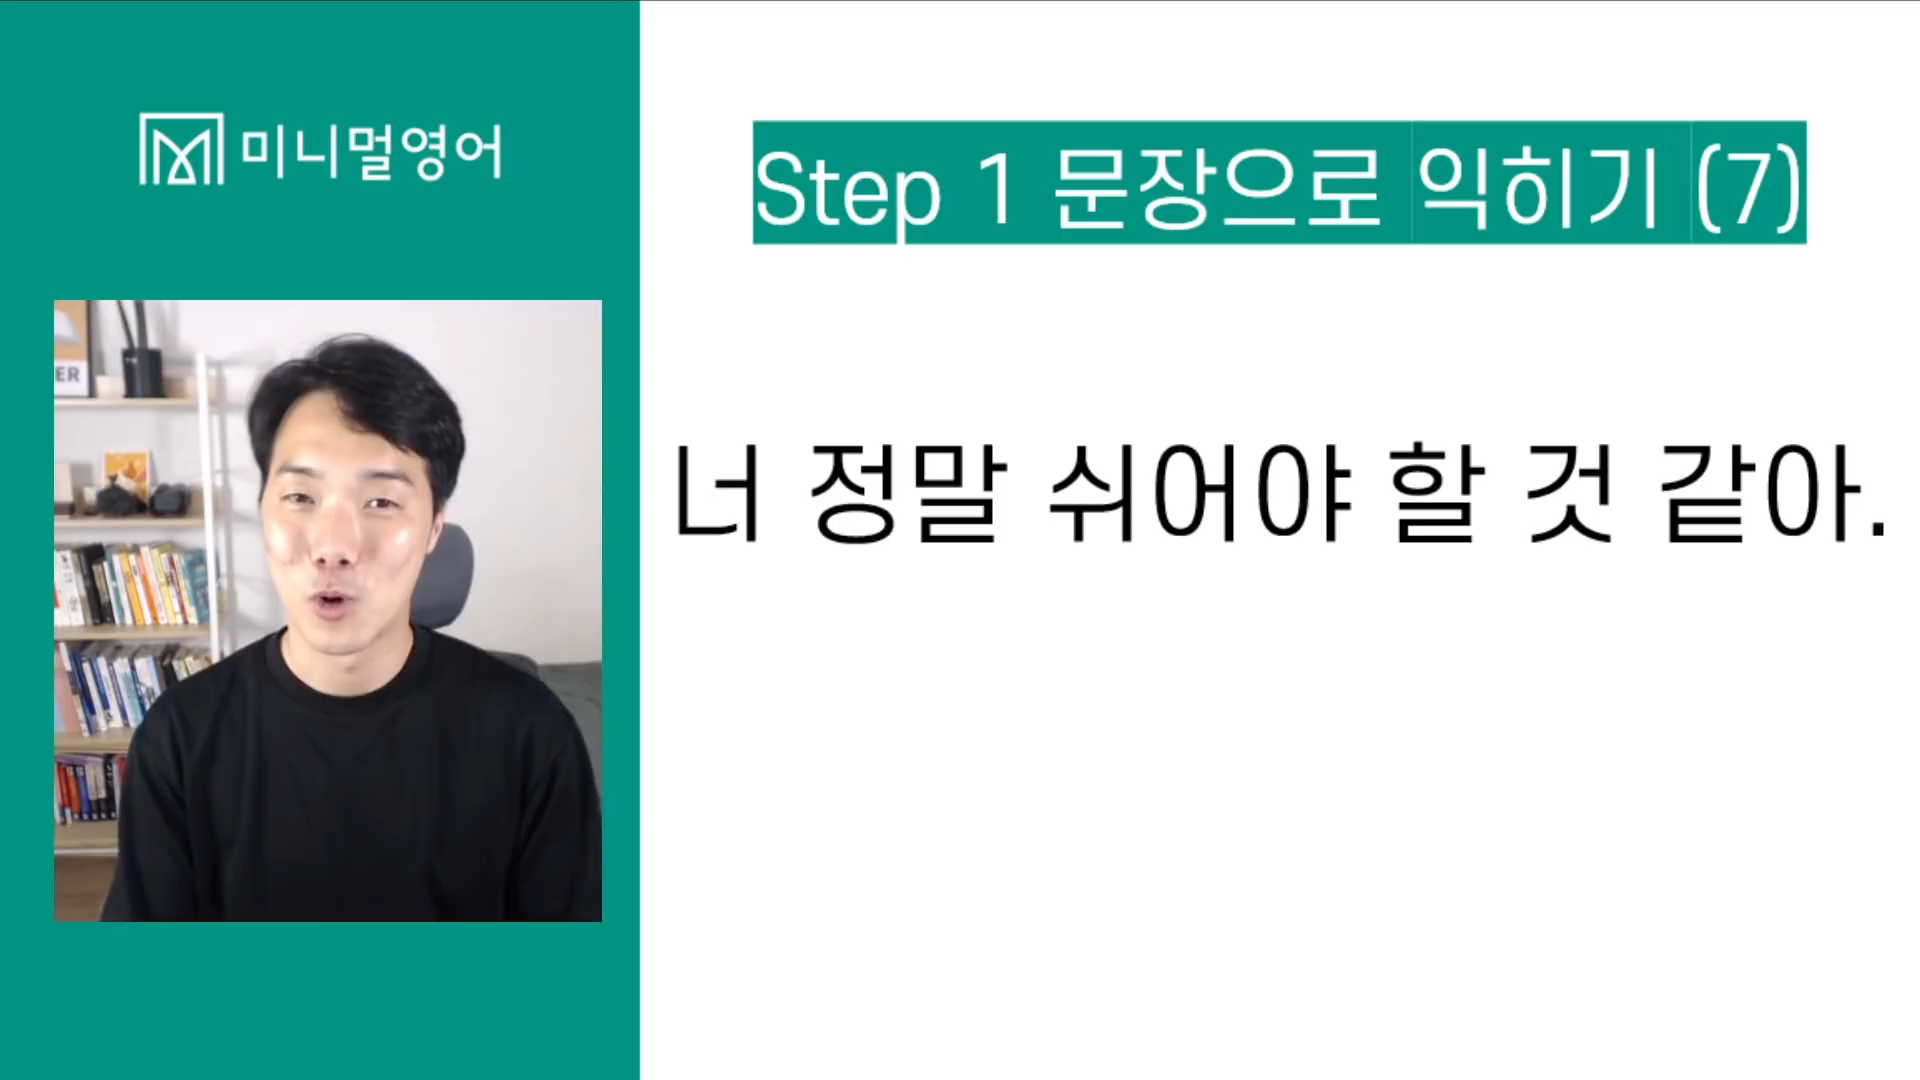 미니멀영어
Step 1 문장으로 익히기 (7)
ER
너 정말 쉬어야 할 것 같아.